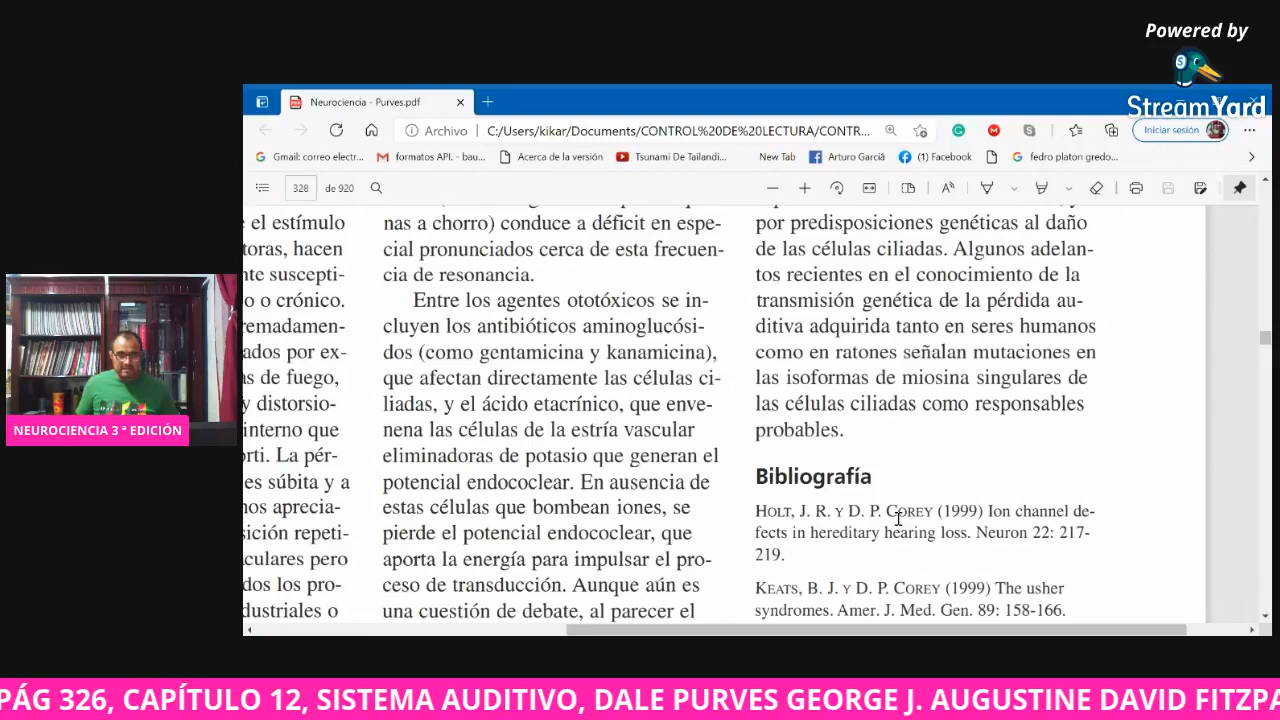 Powered by
StreamYard
Neurociencia - Purves.pdf
Archivo
C:/Users/kikar/Documents/CONTROL%20DE%20LECTURA/CONTR...
Iniciar sesión
Gmail: correo electr...
formatos API. - bau...
Acerca de la versión
Tsunami De Tailandi...
New Tab
Arturo Garciá
(1) Facebook
fedro platon gredo...
328
de 920
e el estímulo
toras, hacen
nte suscepti-
o o crónico.
remadamen-
ados por ex-
as de fuego,
y distorsio-
interno que
orti. La pér-
es súbita y a
nos aprecia-
sición repeti-
culares pero
dos los pro-
dustriales o
nas a chorro) conduce a déficit en espe-
cial pronunciados cerca de esta frecuen-
cia de resonancia.
Entre los agentes ototóxicos se in-
cluyen los antibióticos aminoglucósi-
dos (como gentamicina y kanamicina),
que afectan directamente las células ci-
liadas, y el ácido etacrínico, que enve-
nena las células de la estría vascular
eliminadoras de potasio que generan el
potencial endococlear. En ausencia de
estas células que bombean iones, se
pierde el potencial endococlear, que
aporta la energía para impulsar el pro-
ceso de transducción. Aunque aún es
una cuestión de debate, al parecer el
por predisposiciones genéticas al daño
de las células ciliadas. Algunos adelan-
tos recientes en el conocimiento de la
transmisión genética de la pérdida au-
ditiva adquirida tanto en seres humanos
como en ratones señalan mutaciones en
las isoformas de miosina singulares de
las células ciliadas como responsables
probables.
Bibliografía
HOLT, J. R. Y D. P. COREY (1999) Ion channel de-
fects in hereditary hearing loss. Neuron 22: 217-
219.
KEATS, B. J. Y D. P. COREY (1999) The usher
syndromes. Amer. J. Med. Gen. 89: 158-166.
NEUROCIENCIA 3 ª EDICIÓN
PÁG 326, CAPÍTULO 12, SISTEMA AUDITIVO, DALE PURVES GEORGE J. AUGUSTINE DAVID FITZPA